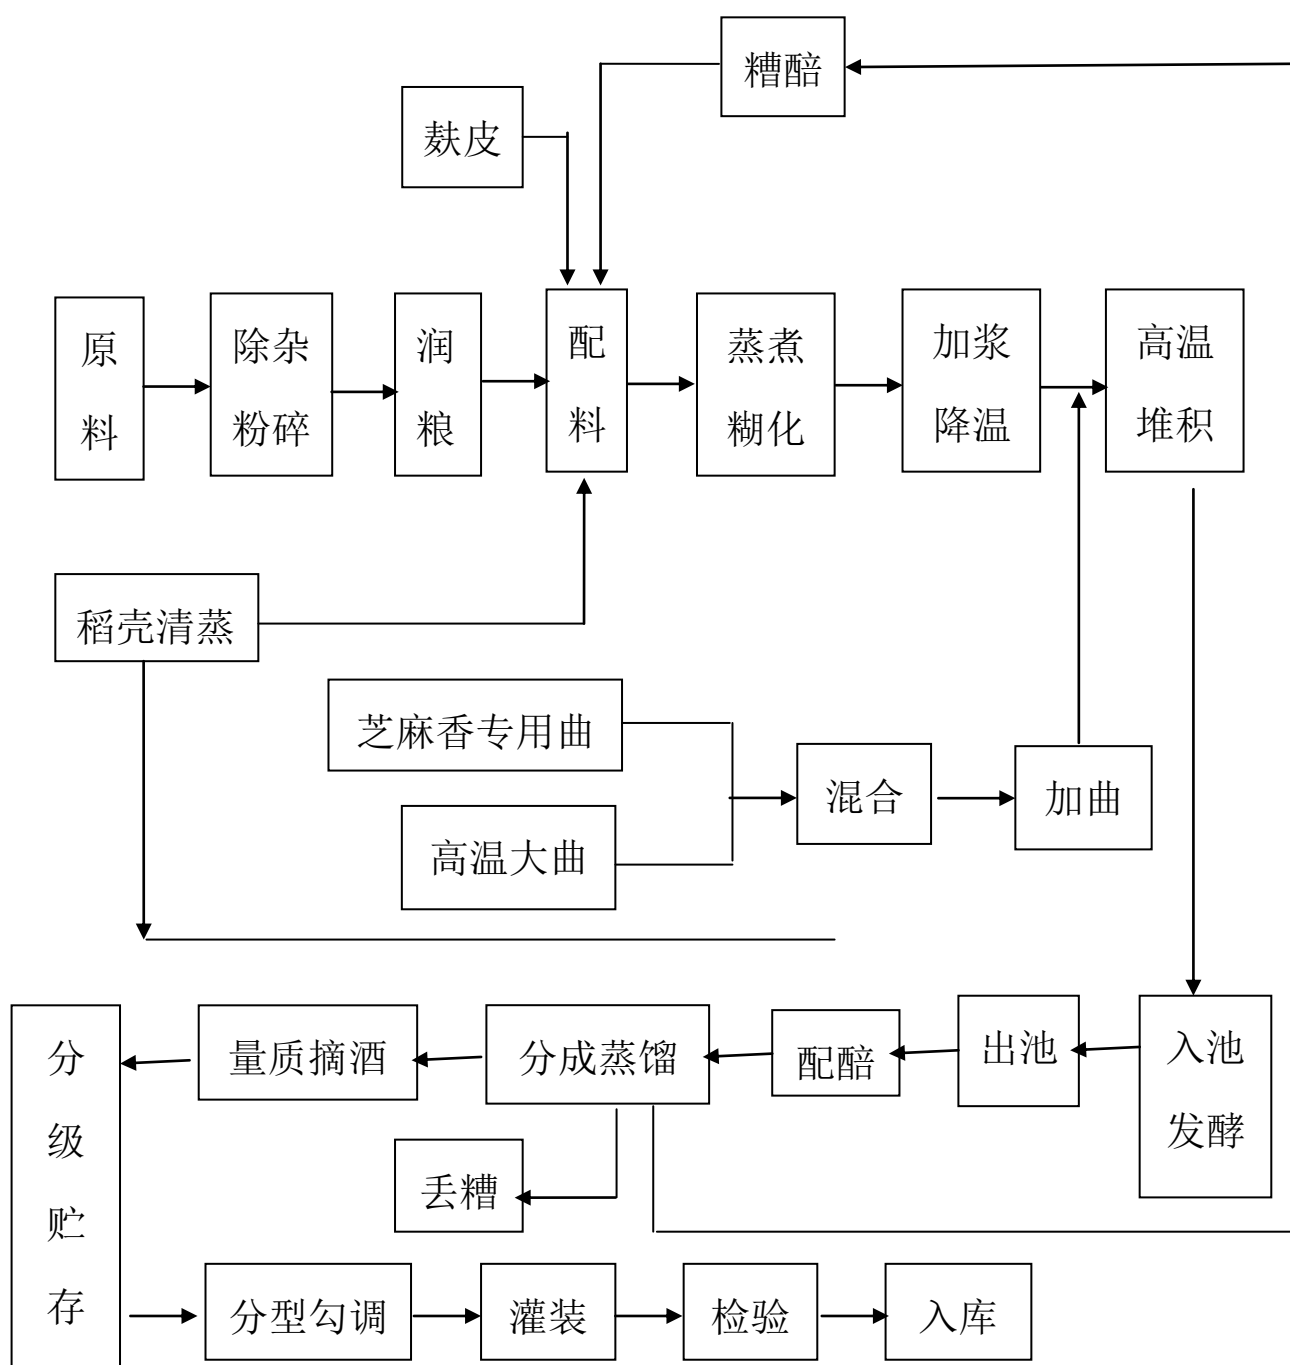 糟醅
麸皮
原料
除杂
粉碎
润粮
配料
蒸煮
糊化
加浆
降温
高温
堆积
稻壳清蒸
芝麻香专用曲
混合
加曲
高温大曲
分级贮存
量质摘酒
分成蒸馏
配醅
出池
入池
发酵
丢糟
分型勾调
灌装
检验
入库